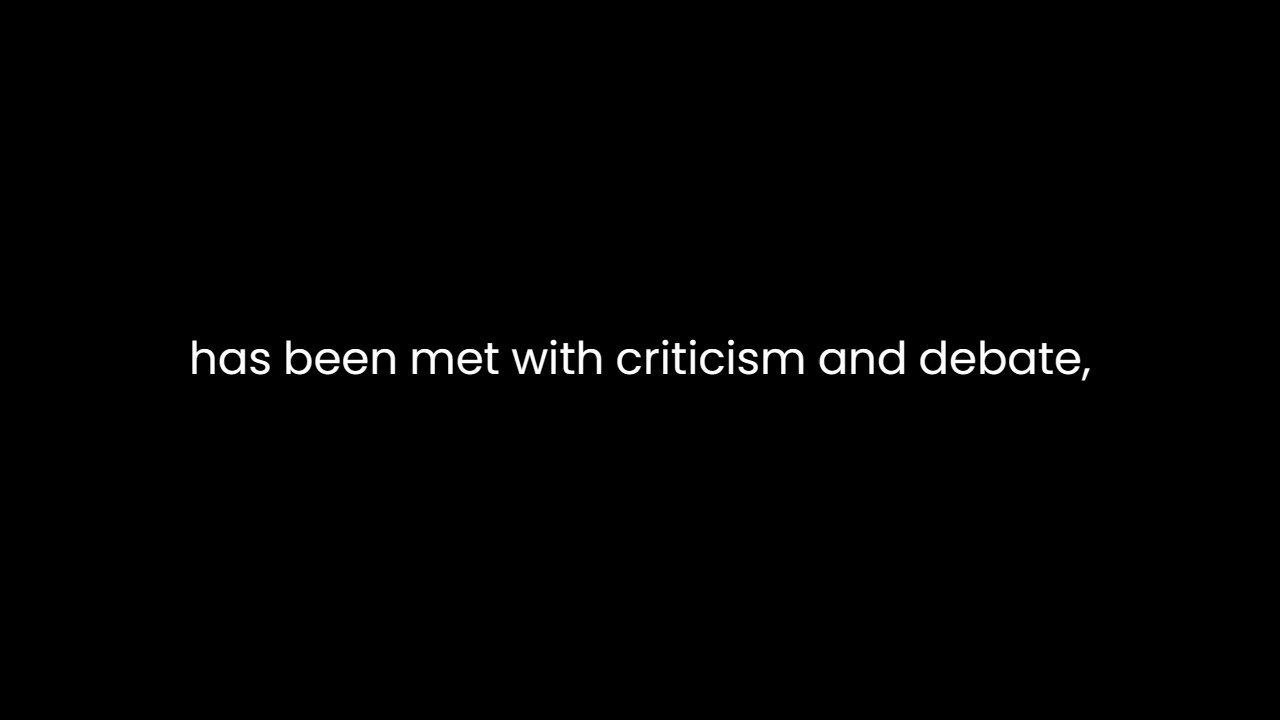 has been met with criticism and debate,